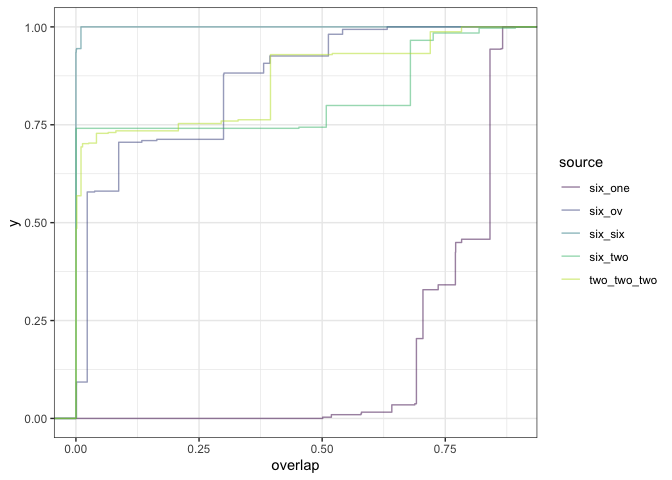 1.00
0.75
0.50
0.25
0.00
y
0.00 0.25 0.50 0.75
overlap
source
six_one
six_ov
six_six
six_two
two_two_two